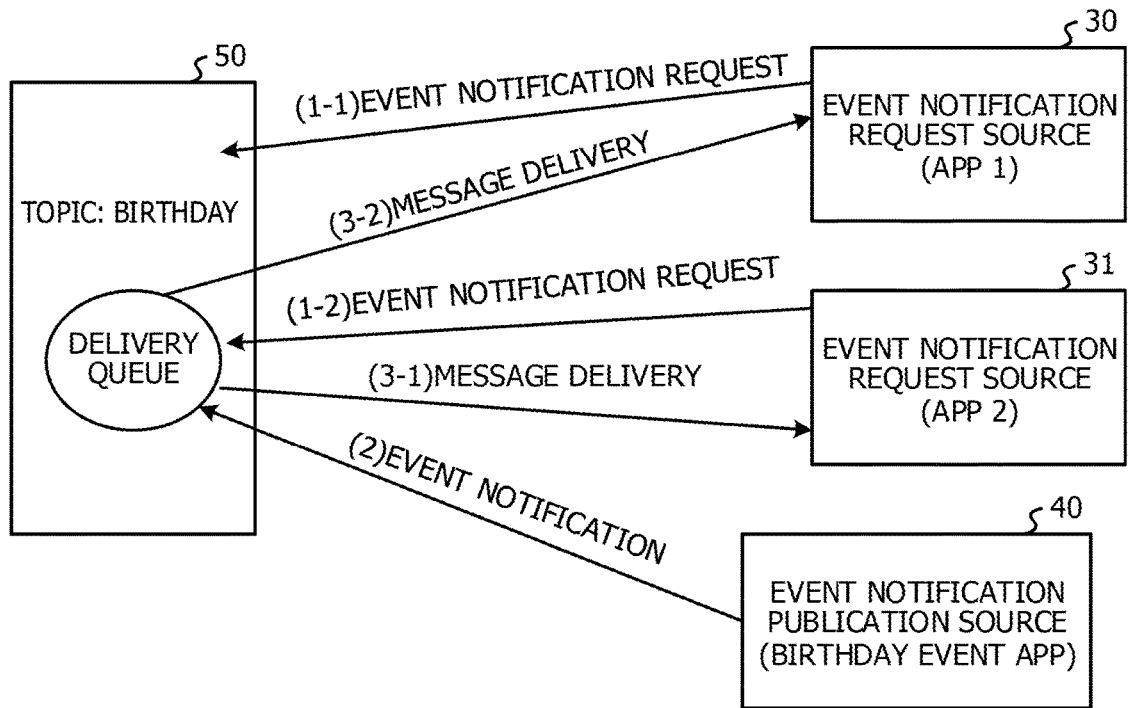 50
TOPIC: BIRTHDAY
DELIVERY
QUEUE
(1-1)EVENT NOTIFICATION REQUEST
(3-2)MESSAGE DELIVERY
(1-2)EVENT NOTIFICATION REQUEST
(3-1)MESSAGE DELIVERY
(2)EVENT NOTIFICATION
30
EVENT NOTIFICATION
REQUEST SOURCE
(APP 1)
31
EVENT NOTIFICATION
REQUEST SOURCE
(APP 2)
40
EVENT NOTIFICATION
PUBLICATION SOURCE
(BIRTHDAY EVENT APP)